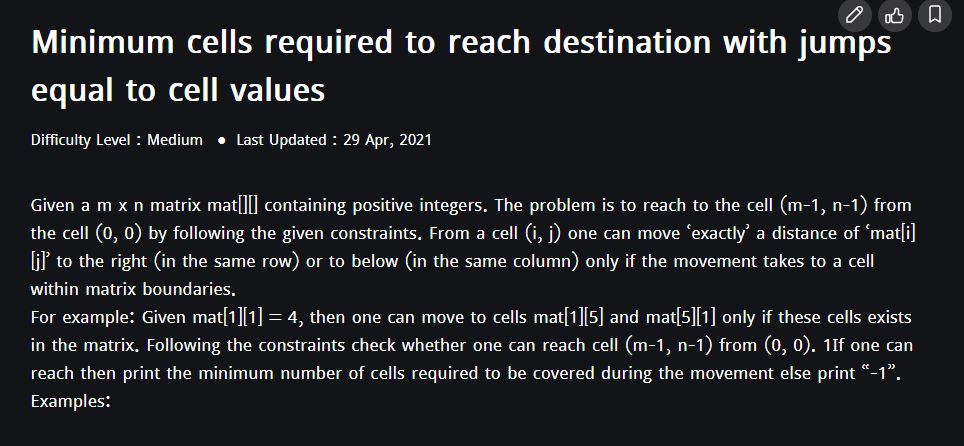 Minimum cells required to reach destination with jumps
equal to cell values
Difficulty Level : Medium ● Last Updated : 29 Apr, 2021
Given a m x n matrix mat[][] containing positive integers. The problem is to reach to the cell (m-1, n-1) from
the cell (0, 0) by following the given constraints. From a cell (i, j) one can move ‘exactly’ a distance of ‘mat[i]
[j]’ to the right (in the same row) or to below (in the same column) only if the movement takes to a cell
within matrix boundaries.
For example: Given mat[1][1] = 4, then one can move to cells mat[1][5] and mat[5][1] only if these cells exists
in the matrix. Following the constraints check whether one can reach cell (m-1, n-1) from (0, 0). 1If one can
reach then print the minimum number of cells required to be covered during the movement else print “-1”.
Examples: